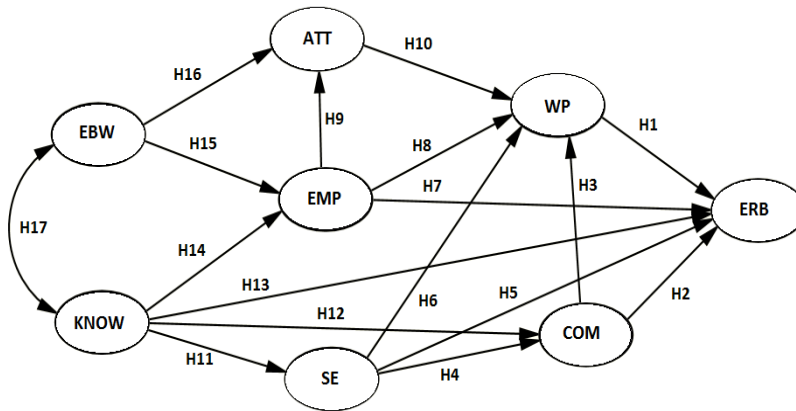 ATT
H10
H16
WP
EBW
H9
H8
H1
H15
H7
H3
EMP
ERB
H17
H14
H13
H5
H2
H12
H6
KNOW
COM
H11
SE
H4